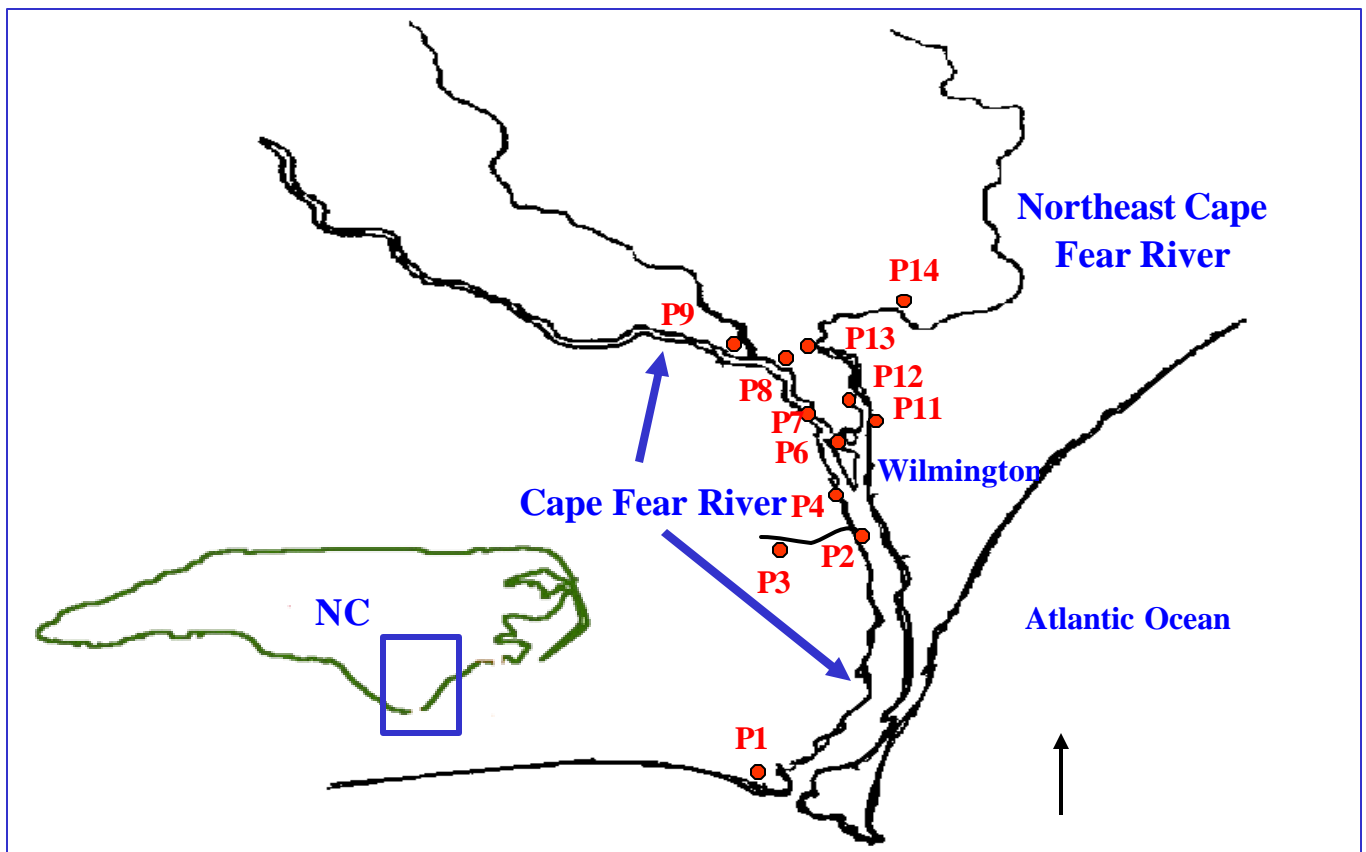 Northeast Cape
Fear River
P14
P9
P13
P8
P12
P11
P7
P6
Wilmington
Cape Fear River
P4
P2
P3
NC
Atlantic Ocean
P1